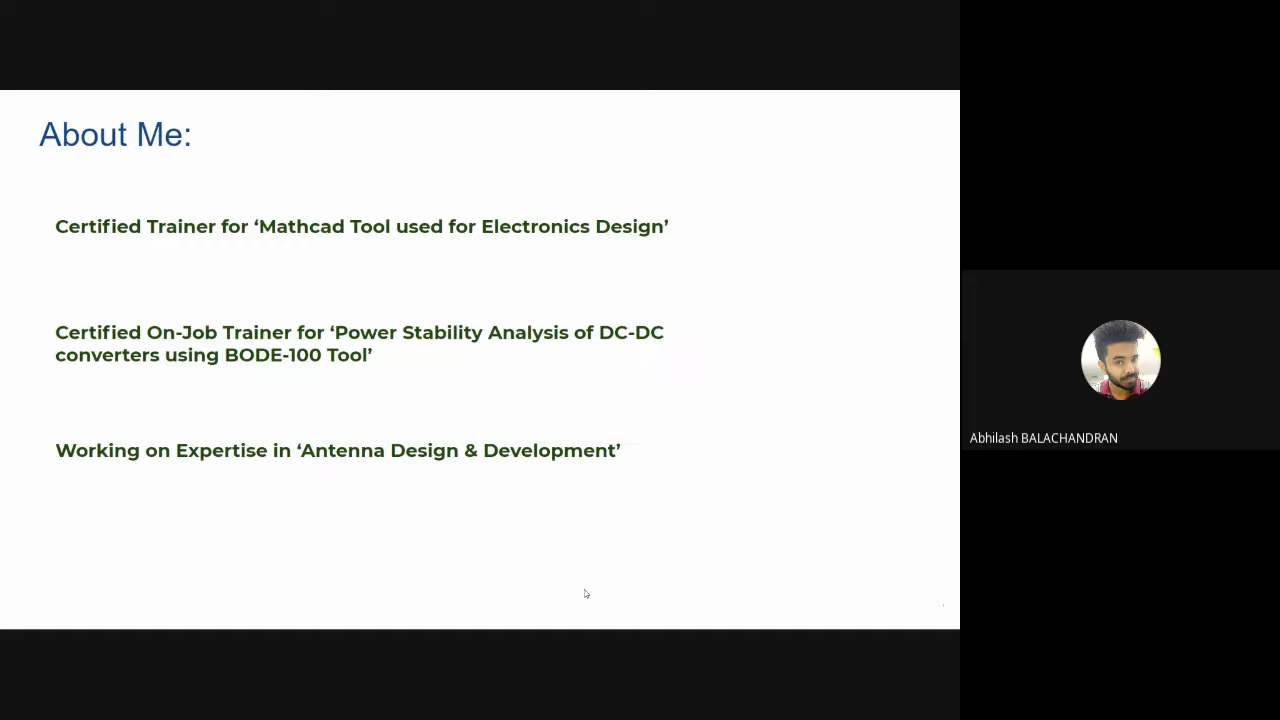 About Me:
Certified Trainer for ‘Mathcad Tool used for Electronics Design’
Certified On-Job Trainer for ‘Power Stability Analysis of DC-DC
converters using BODE-100 Tool’
Working on Expertise in ‘Antenna Design & Development’
Abhilash BALACHANDRAN